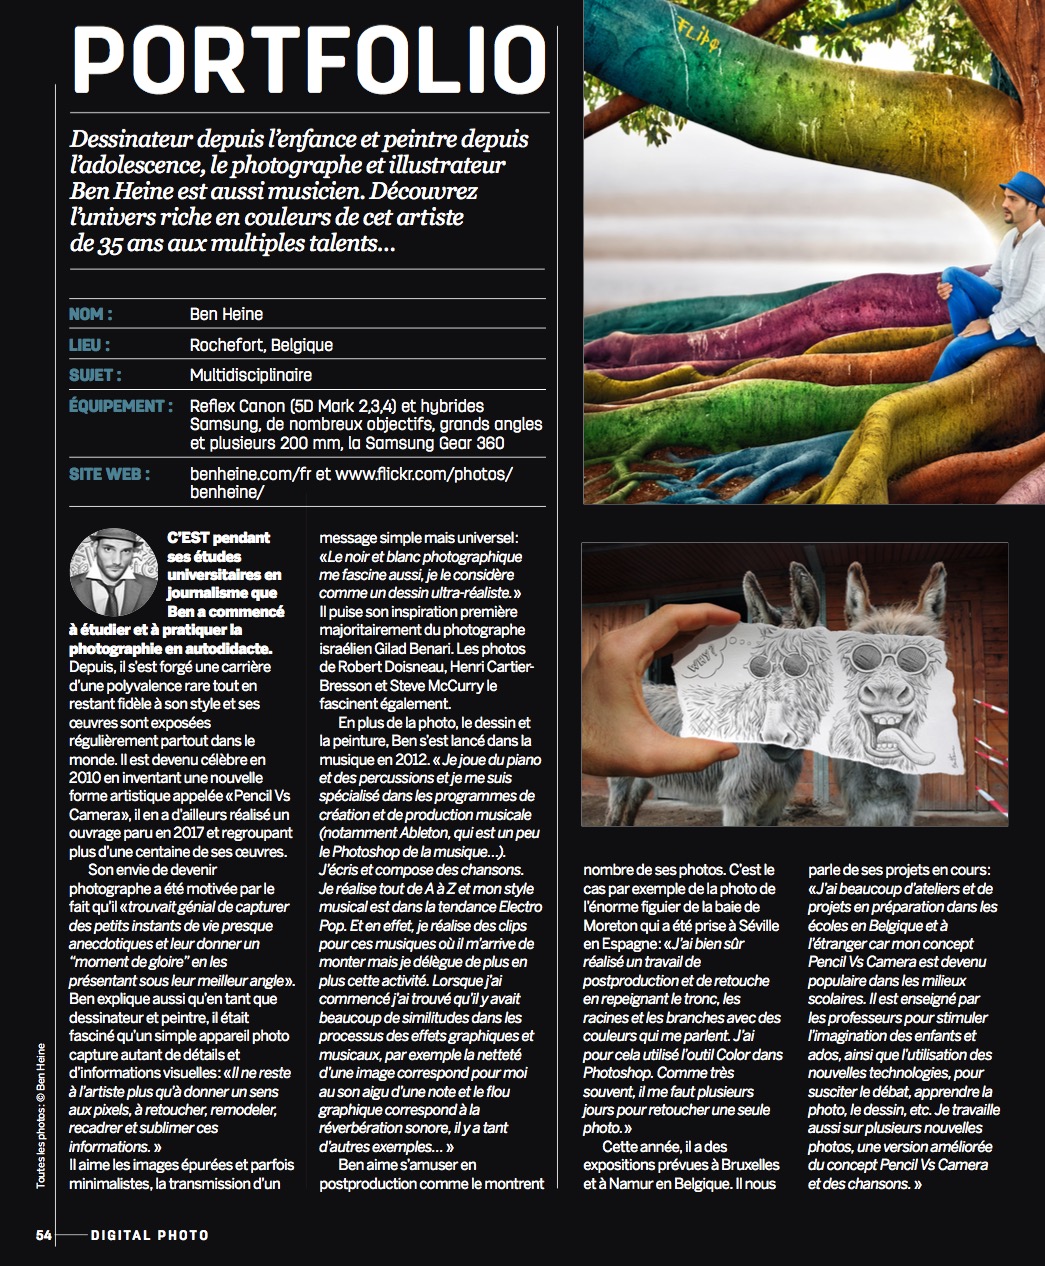 PORTFOLIO
Dessinateur depuis l'enfance et peintre depuis
l'adolescence, le photographe et illustrateur
Ben Heine est aussi musicien. Découvrez
l'univers riche en couleurs de cet artiste
de 35 ans aux multiples talents...
NOM : Ben Heine
LIEU : Rochefort, Belgique
SUJET : Multidisciplinaire
ÉQUIPEMENT : Reflex Canon (5D Mark 2,3,4) et hybrides
Samsung, de nombreux objectifs, grands angles
et plusieurs 200 mm, la Samsung Gear 360
SITE WEB : benheine.com/fr et www.flickr.com/photos/
benheine/
C'EST pendant
ses études
universitaires en
journalisme que
Ben a commencé
à étudier et à pratiquer la
photographie en autodidacte.
Depuis, il s'est forgé une carrière
d'une polyvalence rare tout en
restant fidèle à son style et ses
œuvres sont exposées
régulièrement partout dans le
monde. Il est devenu célèbre en
2010 en inventant une nouvelle
forme artistique appelée «Pencil Vs
Camera», il en a d'ailleurs réalisé un
ouvrage paru en 2017 et regroupant
plus d'une centaine de ses œuvres.
Son envie de devenir
photographe a été motivée par le
fait qu'il «trouvait génial de capturer
des petits instants de vie presque
anecdotiques et leur donner un
"moment de gloire" en les
présentant sous leur meilleur angle».
Ben explique aussi qu'en tant que
dessinateur et peintre, il était
fasciné qu'un simple appareil photo
capture autant de détails et
d'informations visuelles: «Il ne reste
à l'artiste plus qu'à donner un sens
aux pixels, à retoucher, remodeler,
recadrer et sublimer ces
informations. »
Il aime les images épurées et parfois
minimalistes, la transmission d'un
message simple mais universel:
«Le noir et blanc photographique
me fascine aussi, je le considère
comme un dessin ultra-réaliste. »
Il puise son inspiration première
majoritairement du photographe
israélien Gilad Benari. Les photos
de Robert Doisneau, Henri Cartier-
Bresson et Steve McCurry le
fascinent également.
En plus de la photo, le dessin et
la peinture, Ben s'est lancé dans la
musique en 2012. «Je joue du piano
et des percussions et je me suis
spécialisé dans les programmes de
création et de production musicale
(notamment Ableton, qui est un peu
le Photoshop de la musique...).
J'écris et compose des chansons.
Je réalise tout de A à Z et mon style
musical est dans la tendance Electro
Pop. Et en effet, je réalise des clips
pour ces musiques où il m'arrive de
monter mais je délègue de plus en
plus cette activité. Lorsque j'ai
commencé j'ai trouvé qu'il y avait
beaucoup de similitudes dans les
processus des effets graphiques et
musicaux, par exemple la netteté
d'une image correspond pour moi
au son aigu d'une note et le flou
graphique correspond à la
réverbération sonore, il y a tant
d'autres exemples... »
Ben aime s'amuser en
postproduction comme le montrent
FLipo
WHY?
nombre de ses photos. C'est le
cas par exemple de la photo de
l'énorme figuier de la baie de
Moreton qui a été prise à Séville
en Espagne: «J'ai bien sûr
réalisé un travail de
postproduction et de retouche
en repeignant le tronc, les
racines et les branches avec des
couleurs qui me parlent. J'ai
pour cela utilisé l'outil Color dans
Photoshop. Comme très
souvent, il me faut plusieurs
jours pour retoucher une seule
photo. »
Cette année, il a des
expositions prévues à Bruxelles
et à Namur en Belgique. Il nous
parle de ses projets en cours:
«J'ai beaucoup d'ateliers et de
projets en préparation dans les
écoles en Belgique et à
l'étranger car mon concept
Pencil Vs Camera est devenu
populaire dans les milieux
scolaires. Il est enseigné par
les professeurs pour stimuler
l'imagination des enfants et
ados, ainsi que l'utilisation des
nouvelles technologies, pour
susciter le débat, apprendre la
photo, le dessin, etc. Je travaille
aussi sur plusieurs nouvelles
photos, une version améliorée
du concept Pencil Vs Camera
et des chansons. »
Toutes les photos: © Ben Heine
54 DIGITAL PHOTO